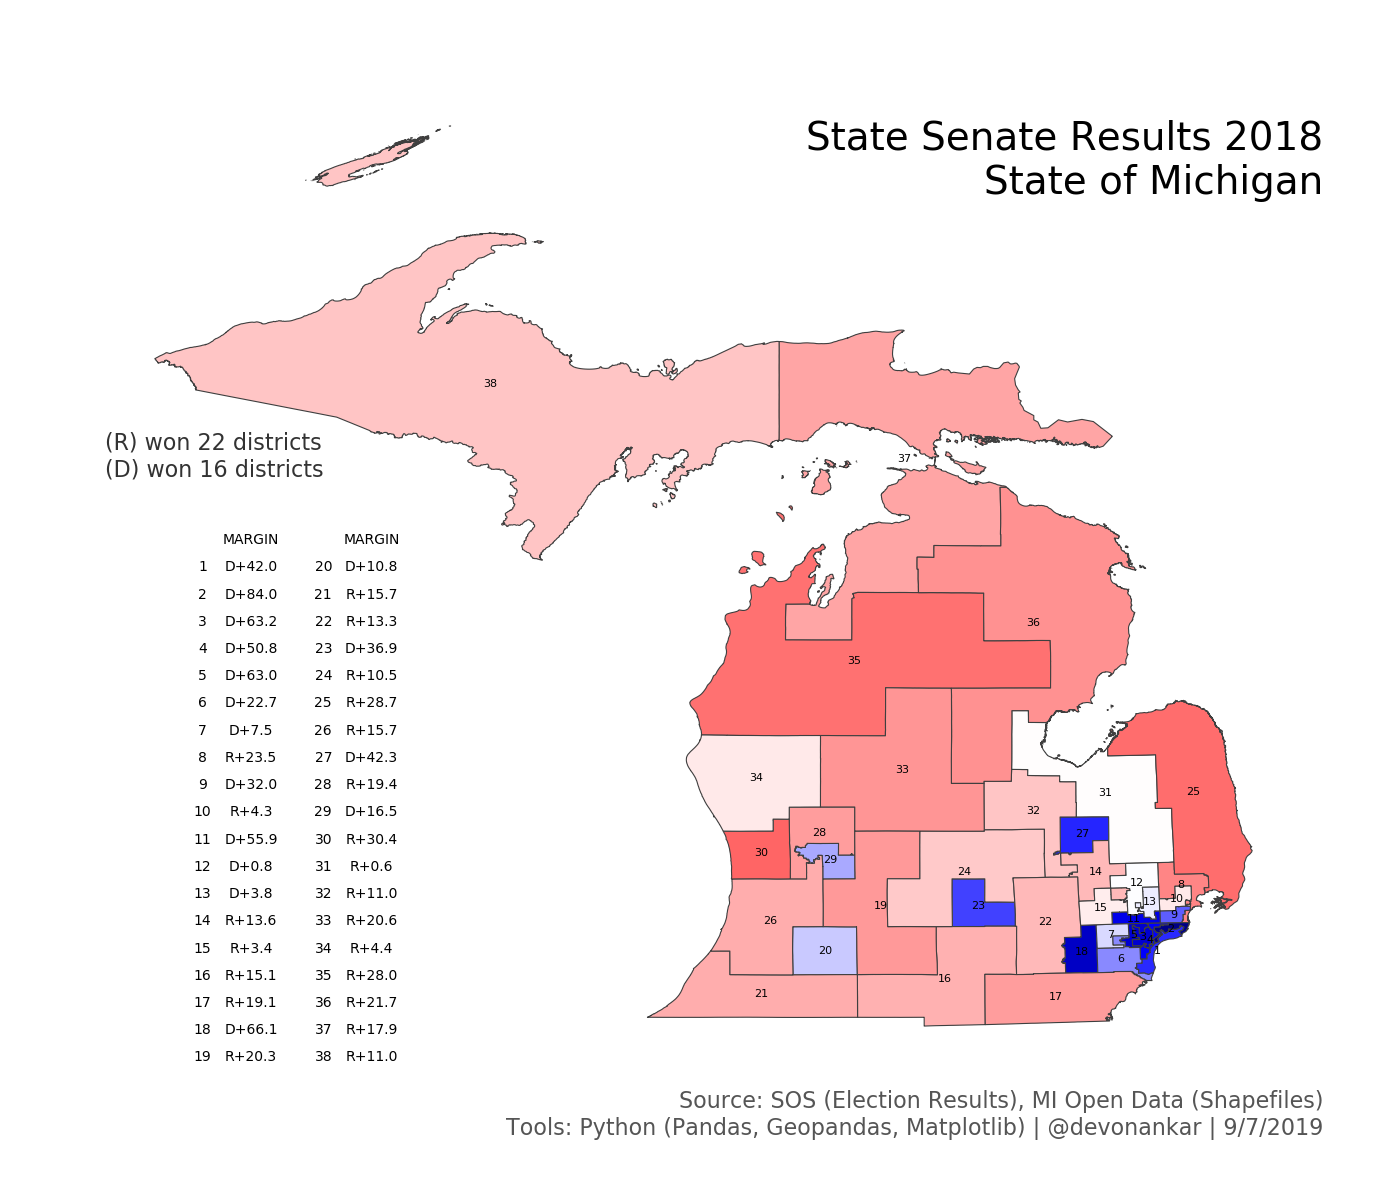 State Senate Results 2018
State of Michigan
38
(R) won 22 districts
(D) won 16 districts
37
MARGIN MARGIN
1 D+42.0 20 D+10.8
2 D+84.0 21 R+15.7
3 D+63.2 22 R+13.3
4 D+50.8 23 D+36.9
5 D+63.0 24 R+10.5
6 D+22.7 25 R+28.7
7 D+7.5 26 R+15.7
8 R+23.5 27 D+42.3
9 D+32.0 28 R+19.4
10 R+4.3 29 D+16.5
11 D+55.9 30 R+30.4
12 D+0.8 31 R+0.6
13 D+3.8 32 R+11.0
14 R+13.6 33 R+20.6
15 R+3.4 34 R+4.4
16 R+15.1 35 R+28.0
17 R+19.1 36 R+21.7
18 D+66.1 37 R+17.9
19 R+20.3 38 R+11.0
36
35
33
34
31
25
32
28
27
30
29
24
14
12
8
26
19
23
22
15
13
10
9
11
20
7
18
6
1
2
21
16
17
Source: SOS (Election Results), MI Open Data (Shapefiles)
Tools: Python (Pandas, Geopandas, Matplotlib) | @devonankar | 9/7/2019